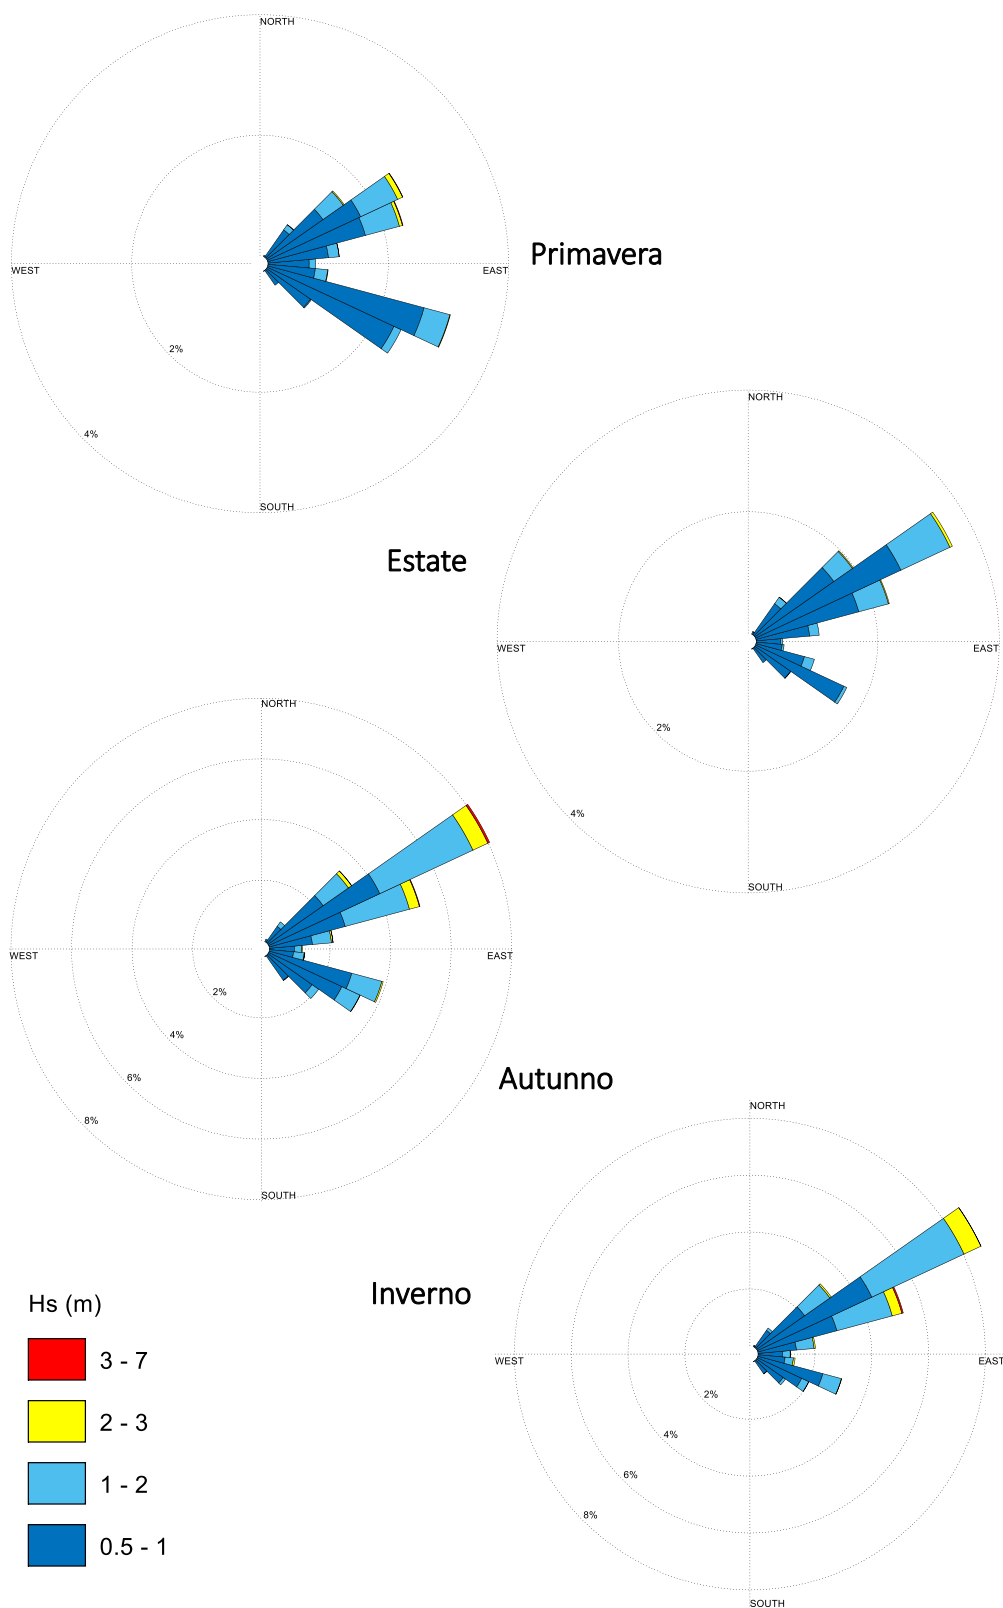 NORTH
WEST
EAST
2%
4%
SOUTH
Primavera
NORTH
WEST
EAST
2%
4%
SOUTH
Estate
NORTH
WEST
EAST
2%
4%
6%
8%
SOUTH
Autunno
NORTH
WEST
EAST
2%
4%
6%
8%
SOUTH
Inverno
Hs (m)
3 - 7
2 - 3
1 - 2
0.5 - 1